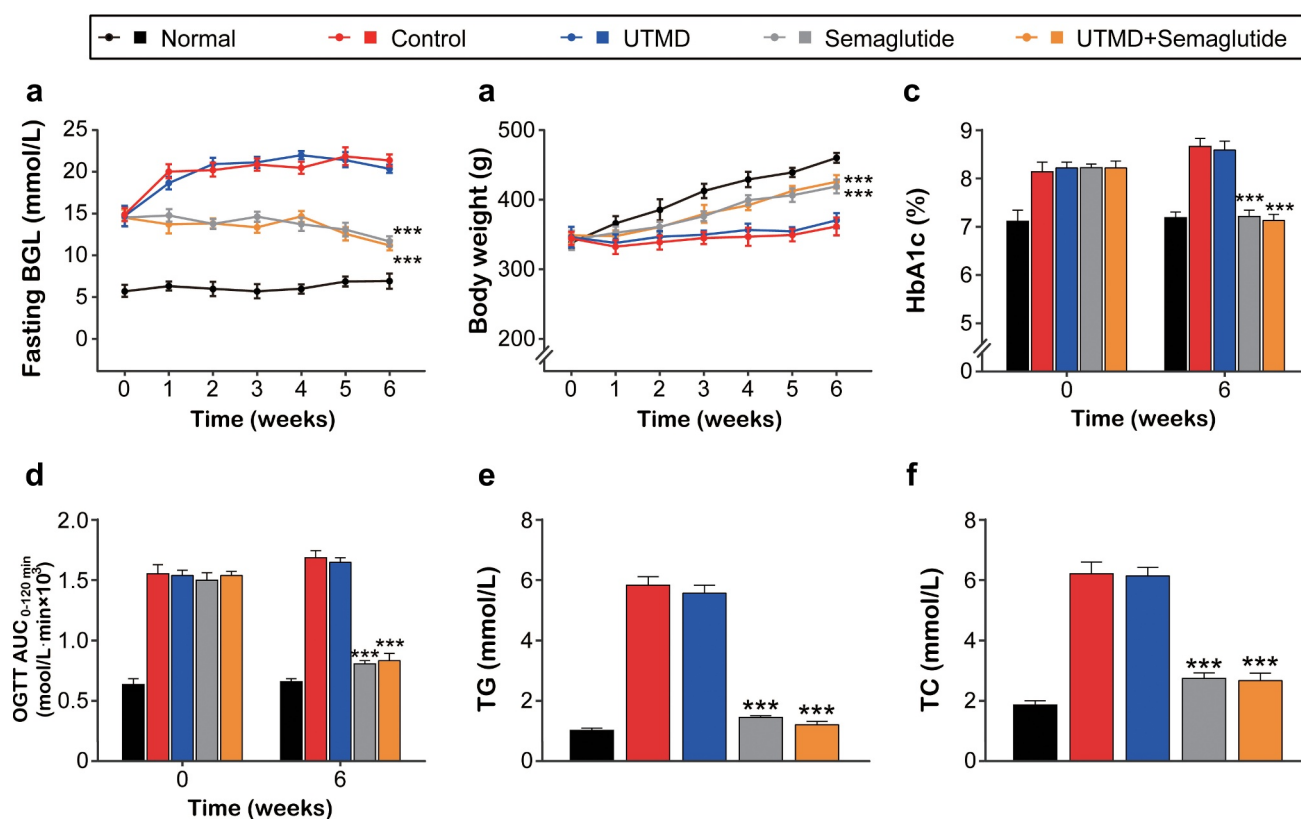 Normal Control UTMD Semaglutide UTMD+Semaglutide
a
Fasting BGL (mmol/L)
25
20
15
10
5
0
***
***
0 1 2 3 4 5 6
Time (weeks)
a
Body weight (g)
500
400
300
200
***
***
0 1 2 3 4 5 6
Time (weeks)
c
HbA1c (%)
9
8
7
6
5
0
*** ***
0 6
Time (weeks)
d
OGTT AUC0-120 min
(mool/L·min×10³)
2.0
1.5
1.0
0.5
0
*** ***
0 6
Time (weeks)
e
TG (mmol/L)
8
6
4
2
0
*** ***
f
TC (mmol/L)
8
6
4
2
0
*** ***